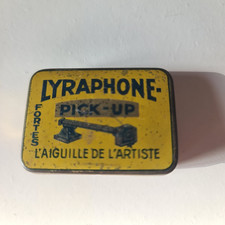 LYRAPHONE-
PICK-UP
FORTES
L'AIGUILLE DE L'ARTISTE